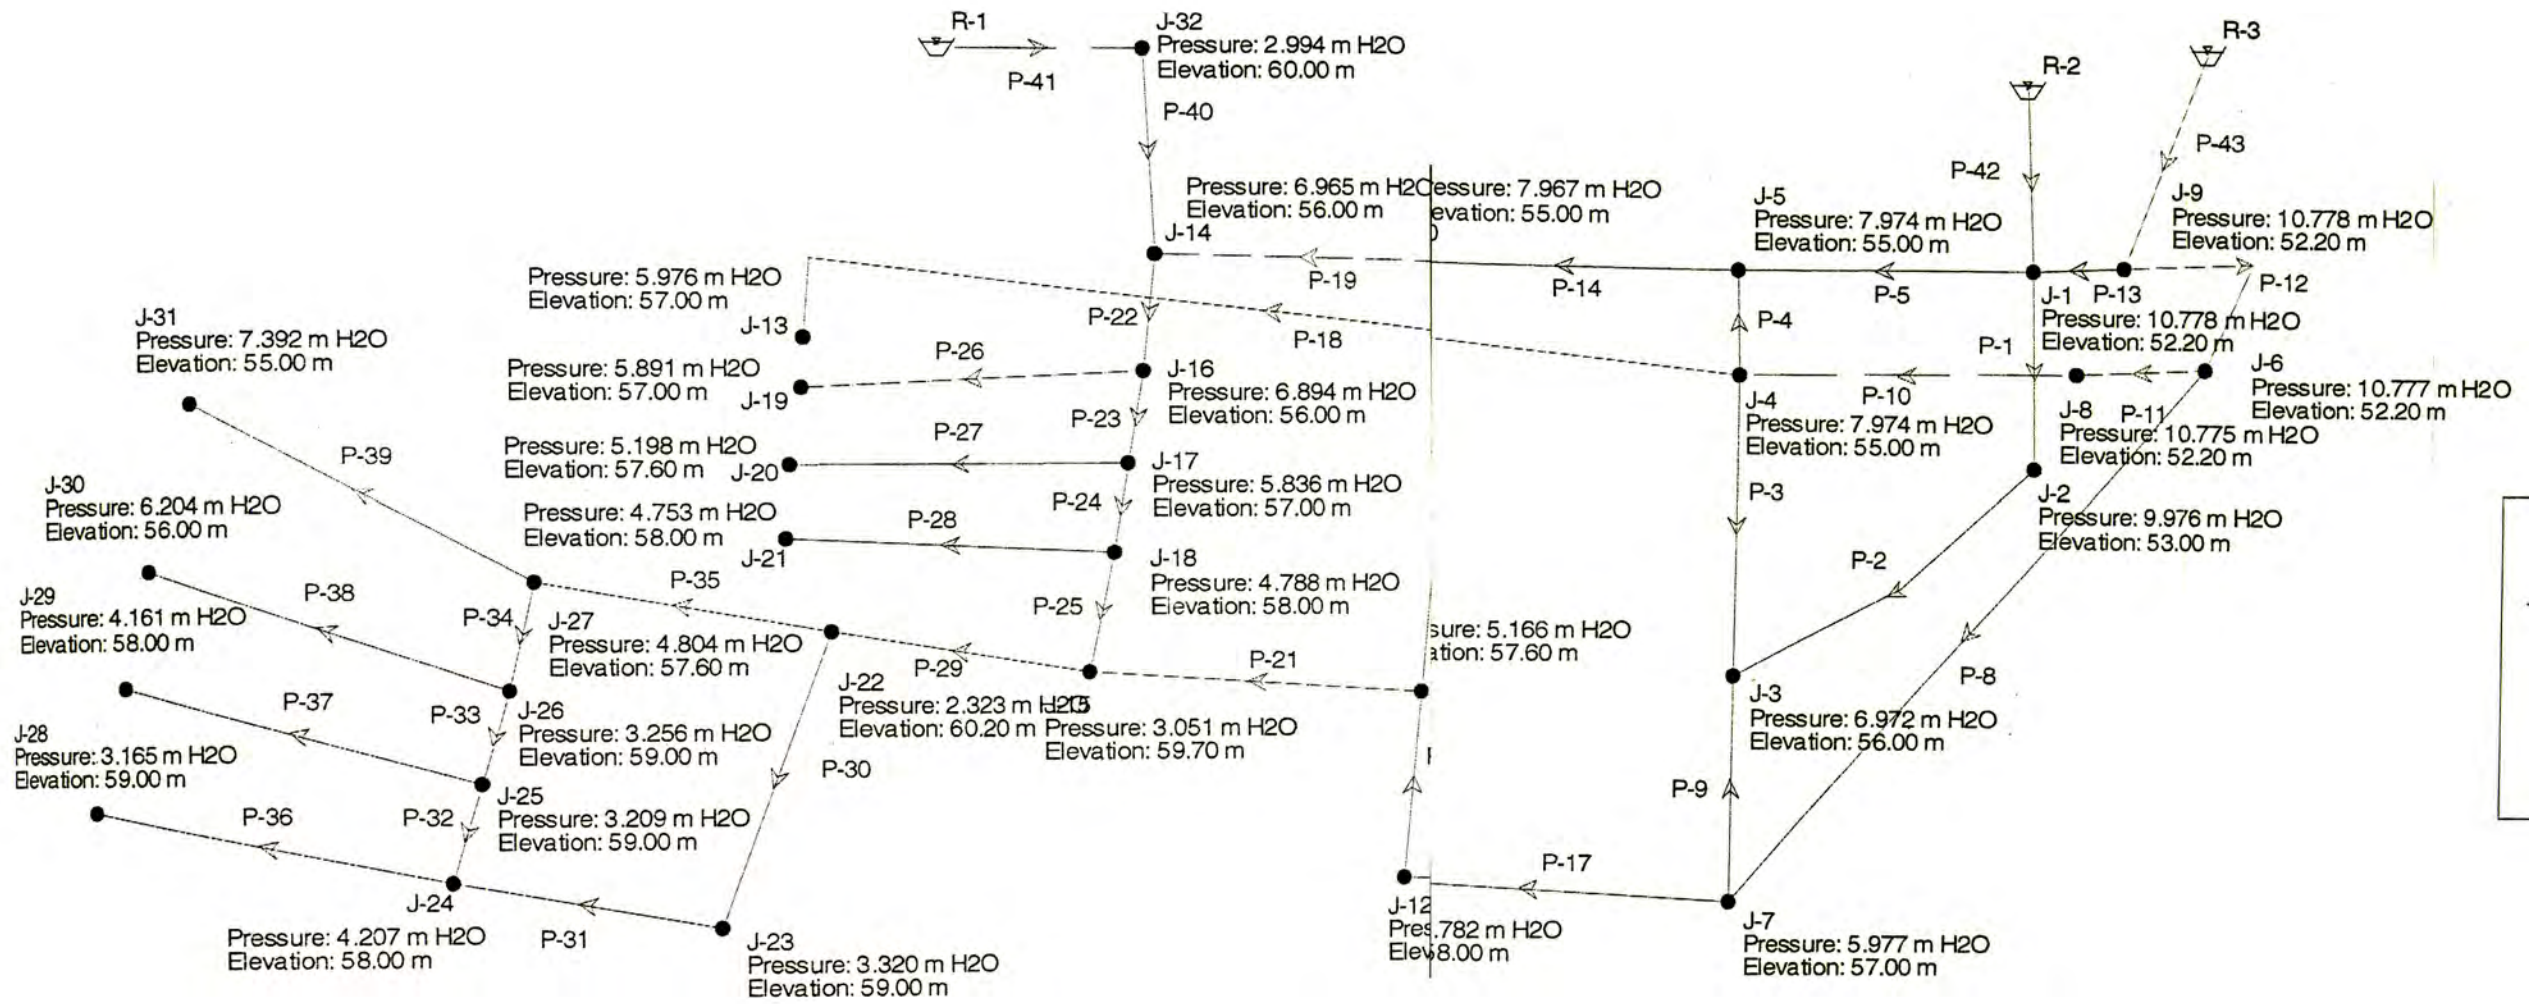 R-1
J-32
Pressure: 2.994 m H2O
Elevation: 60.00 m
P-41
P-40
R-3
R-2
P-43
P-42
Pressure: 6.965 m H2O
Elevation: 56.00 m
essure: 7.967 m H2O
evation: 55.00 m
J-14
J-5
Pressure: 7.974 m H2O
Elevation: 55.00 m
J-9
Pressure: 10.778 m H2O
Elevation: 52.20 m
P-19
P-14
P-5
J-1
P-13
P-12
Pressure: 10.778 m H2O
Elevation: 52.20 m
Pressure: 5.976 m H2O
Elevation: 57.00 m
J-13
P-22
P-18
P-4
P-1
J-31
Pressure: 7.392 m H2O
Elevation: 55.00 m
P-26
Pressure: 5.891 m H2O
Elevation: 57.00 m
J-19
J-16
Pressure: 6.894 m H2O
Elevation: 56.00 m
P-10
J-6
Pressure: 10.777 m H2O
Elevation: 52.20 m
J-4
Pressure: 7.974 m H2O
Elevation: 55.00 m
J-8
P-11
Pressure: 10.775 m H2O
Elevation: 52.20 m
P-23
P-27
Pressure: 5.198 m H2O
Elevation: 57.60 m
J-20
J-17
Pressure: 5.836 m H2O
Elevation: 57.00 m
P-39
P-24
P-3
J-2
Pressure: 9.976 m H2O
Elevation: 53.00 m
J-30
Pressure: 6.204 m H2O
Elevation: 56.00 m
Pressure: 4.753 m H2O
Elevation: 58.00 m
J-21
P-28
J-18
Pressure: 4.788 m H2O
Elevation: 58.00 m
P-2
P-35
P-25
J-29
Pressure: 4.161 m H2O
Elevation: 58.00 m
P-38
P-34
J-27
Pressure: 4.804 m H2O
Elevation: 57.60 m
sure: 5.166 m H2O
ation: 57.60 m
P-29
P-21
P-8
J-22
Pressure: 2.323 m H2O
Elevation: 60.20 m
Pressure: 3.051 m H2O
Elevation: 59.70 m
J-3
Pressure: 6.972 m H2O
Elevation: 56.00 m
P-37
P-33
J-26
Pressure: 3.256 m H2O
Elevation: 59.00 m
J-28
Pressure: 3.165 m H2O
Elevation: 59.00 m
P-30
P-9
J-25
Pressure: 3.209 m H2O
Elevation: 59.00 m
P-36
P-32
P-17
J-24
Pressure: 4.207 m H2O
Elevation: 58.00 m
P-31
J-23
Pressure: 3.320 m H2O
Elevation: 59.00 m
J-12
Pres.782 m H2O
Elev8.00 m
J-7
Pressure: 5.977 m H2O
Elevation: 57.00 m